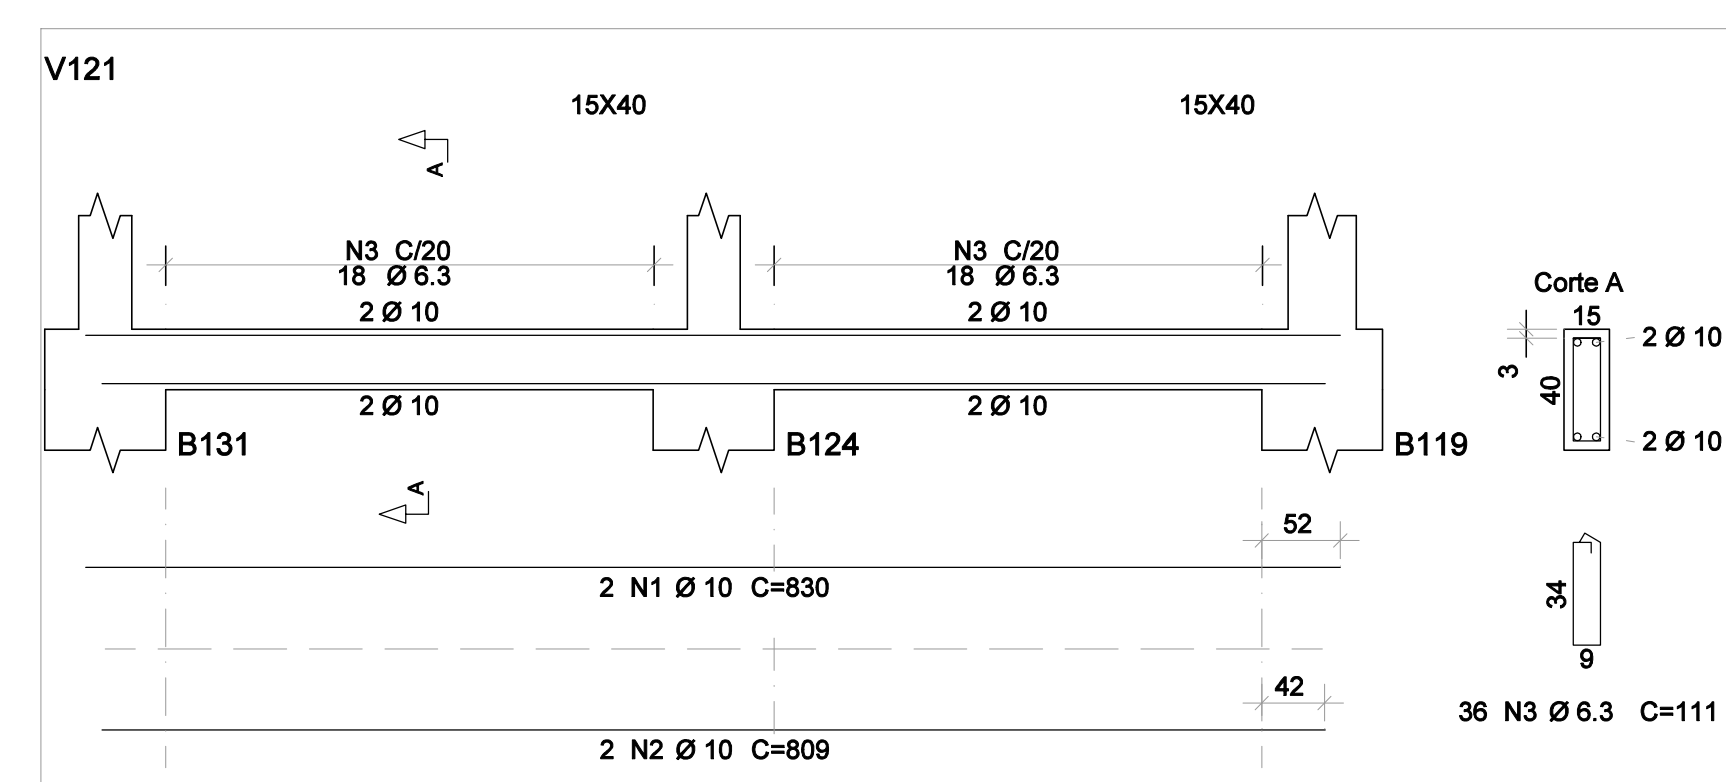 V121
15X40 15X40
A
N3 C/20 N3 C/20
18 Ø 6.3 18 Ø 6.3
2 Ø 10 2 Ø 10
2 Ø 10 2 Ø 10
B131 B124 B119
A
52
2 N1 Ø 10 C=830
42
2 N2 Ø 10 C=809
Corte A
15
2 Ø 10
3
40
2 Ø 10
34
9
36 N3 Ø 6.3 C=111